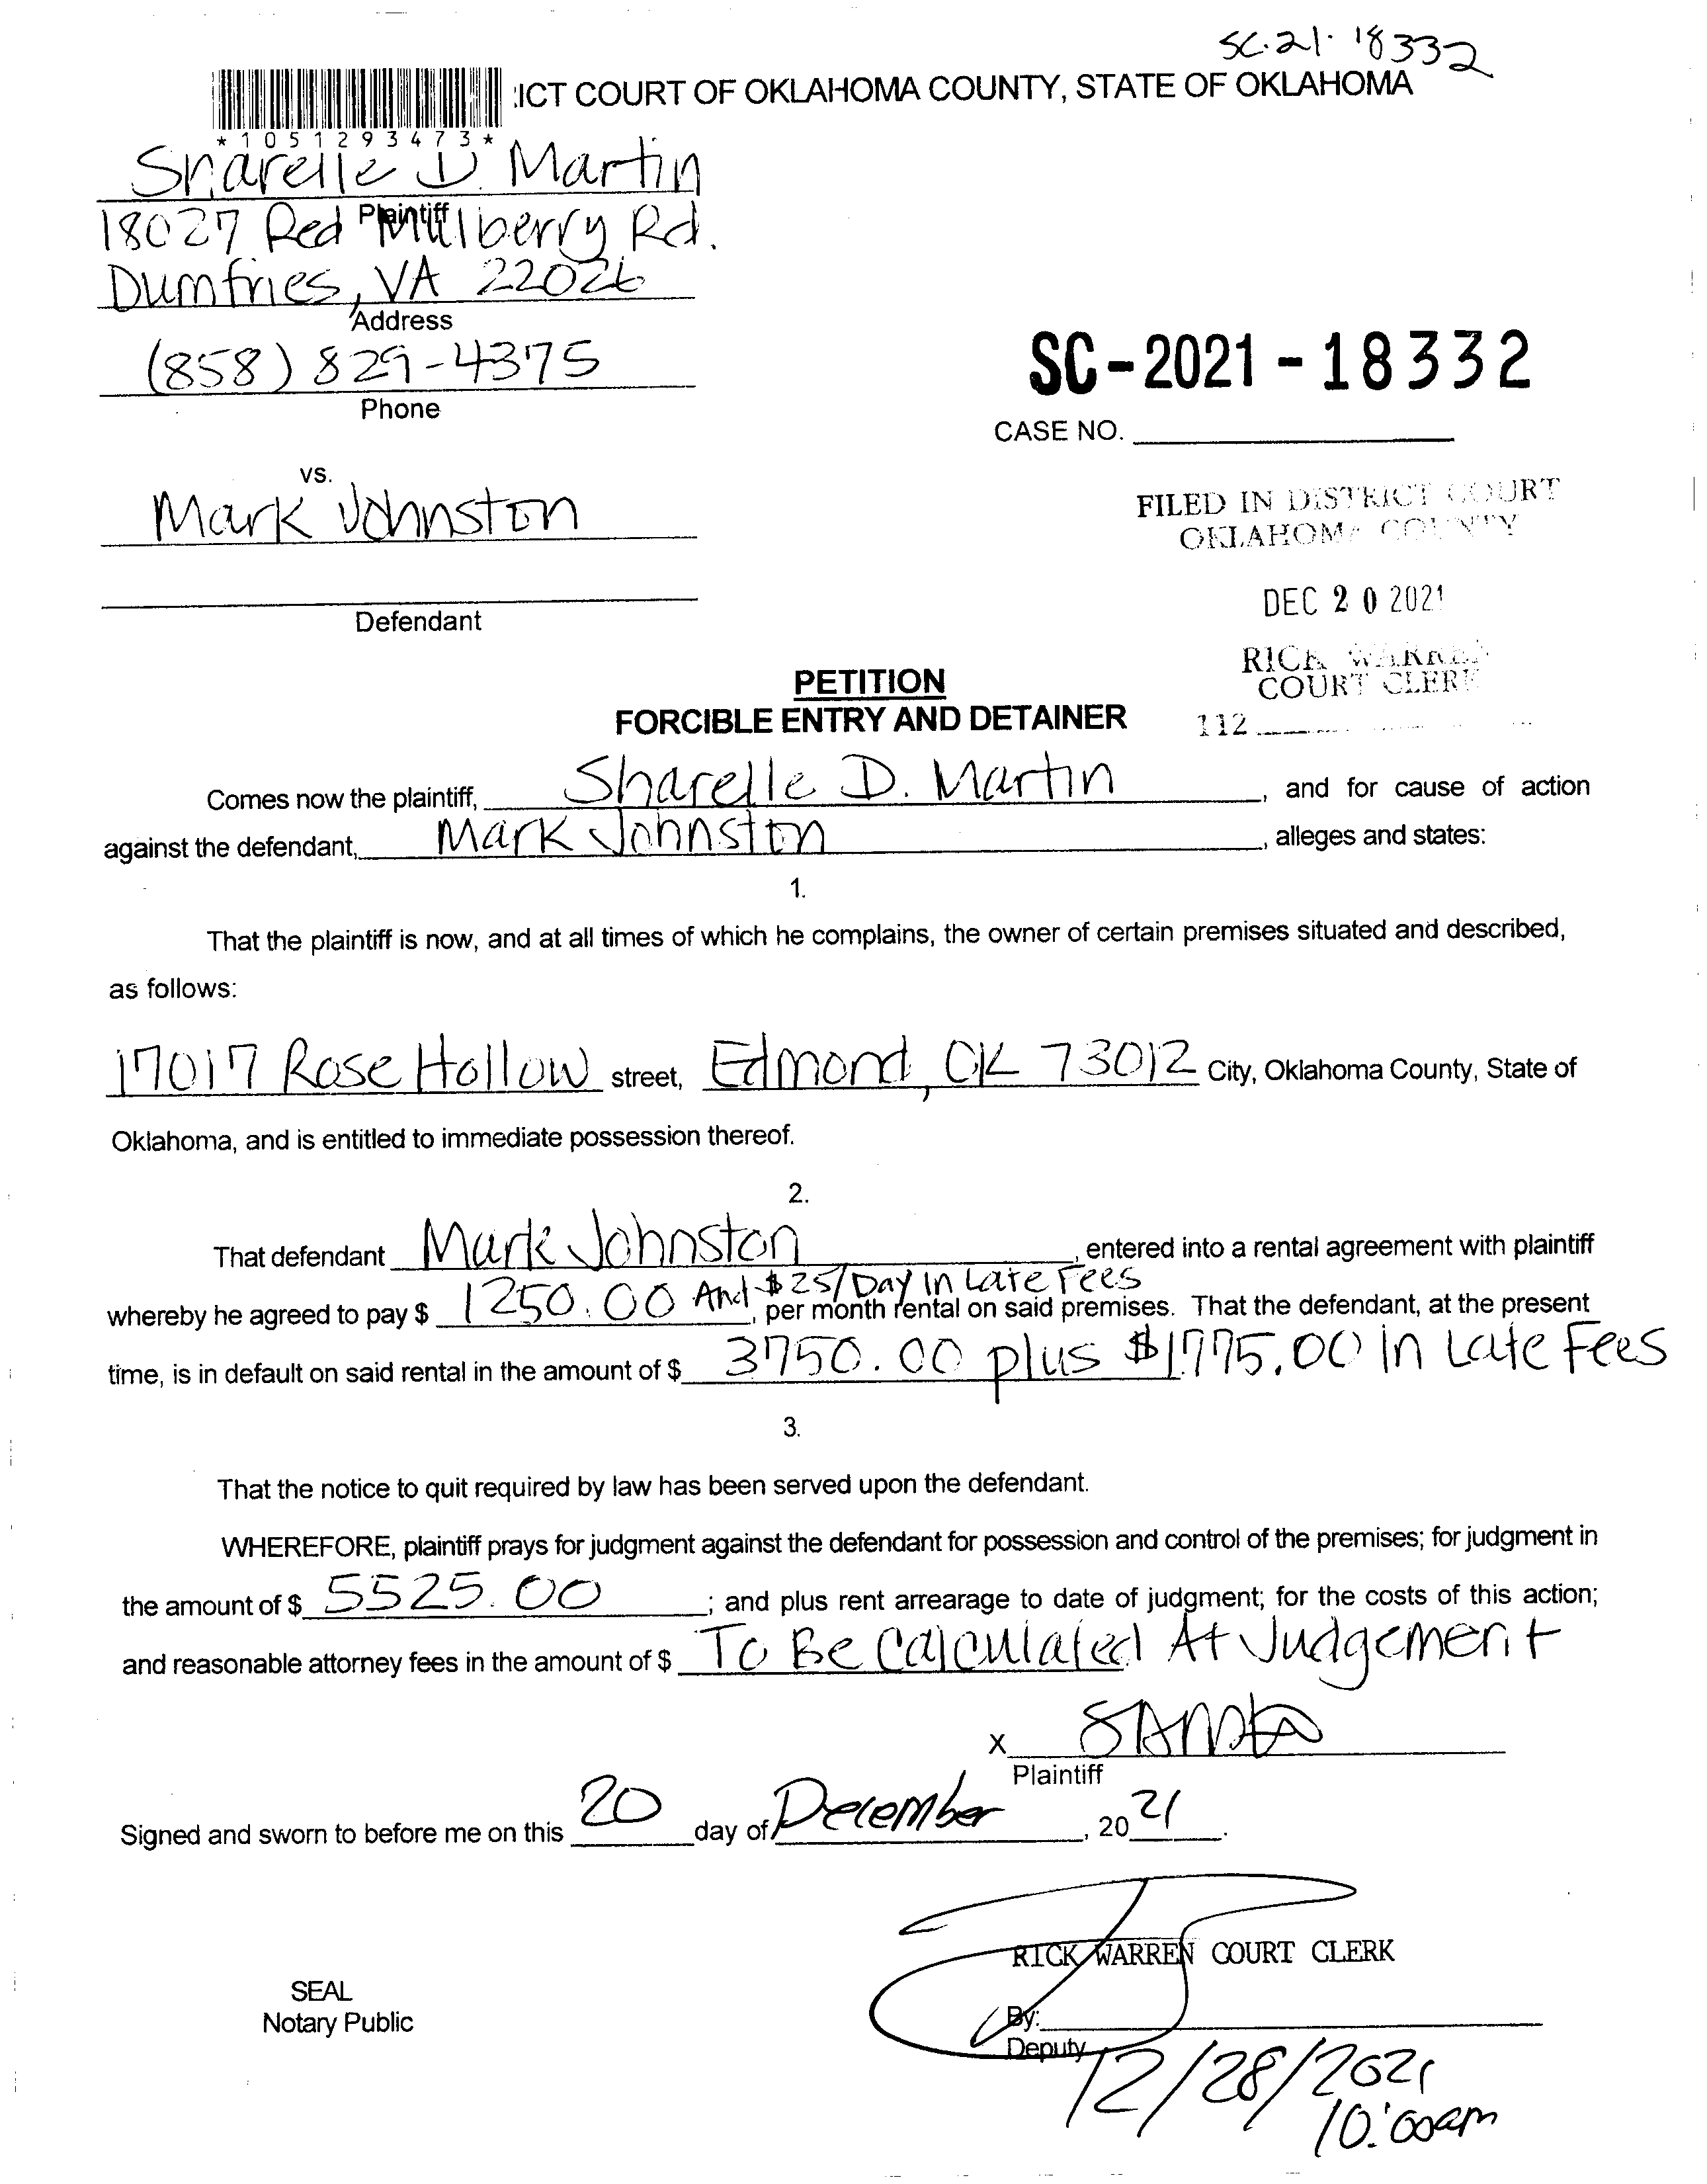 SC-21-18332
ICT COURT OF OKLAHOMA COUNTY, STATE OF OKLAHOMA
*1051293473*
Sharelle D. Martin
Plaintiff
18027 Red Mulberry Rd.
Dumfries, VA 22026
Address
(858) 829-4375
Phone
SC-2021-18332
CASE NO.
vs.
Mark Johnston
Defendant
FILED IN DISTRICT COURT
OKLAHOMA COUNTY
DEC 20 2021
RICK WARREN
COURT CLERK
112
PETITION
FORCIBLE ENTRY AND DETAINER
Comes now the plaintiff, Sharelle D. Martin, and for cause of action
against the defendant, Mark Johnston, alleges and states:
1.
That the plaintiff is now, and at all times of which he complains, the owner of certain premises situated and described,
as follows:
17017 Rose Hollow street, Edmond, OK 73012 City, Oklahoma County, State of
Oklahoma, and is entitled to immediate possession thereof.
2.
That defendant Mark Johnston, entered into a rental agreement with plaintiff
whereby he agreed to pay $ 1250.00 And $25/Day in Late Fees, per month rental on said premises. That the defendant, at the present
time, is in default on said rental in the amount of $ 3750.00 plus $1775.00 in Late Fees
3.
That the notice to quit required by law has been served upon the defendant.
WHEREFORE, plaintiff prays for judgment against the defendant for possession and control of the premises; for judgment in
the amount of $ 5525.00; and plus rent arrearage to date of judgment; for the costs of this action;
and reasonable attorney fees in the amount of $ To Be Calculated At Judgement
X
Plaintiff
Signed and sworn to before me on this 20 day of December, 2021.
RICK WARREN COURT CLERK
SEAL
Notary Public
By:
Deputy
12/28/2021
10:00am